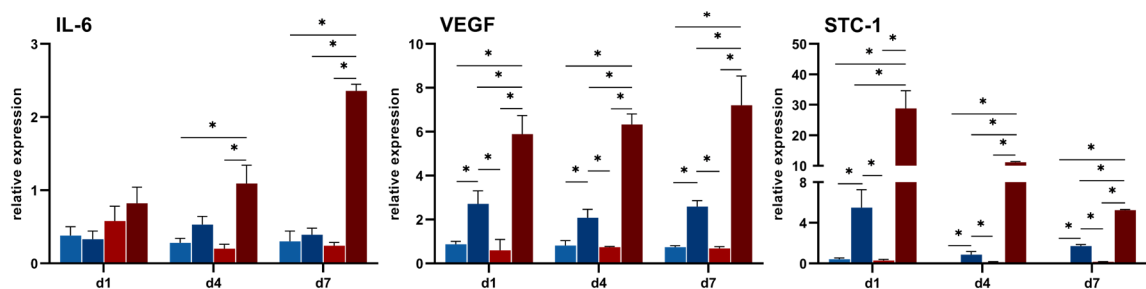 IL-6
relative expression
3
2
1
0
* * *
* *
d1
d4
d7
VEGF
relative expression
10
8
6
4
2
0
* * * * *
* * * * *
* * * * *
d1
d4
d7
STC-1
relative expression
50
40
30
20
10
8
4
0
* * * * *
* * * * *
* * * * *
d1
d4
d7